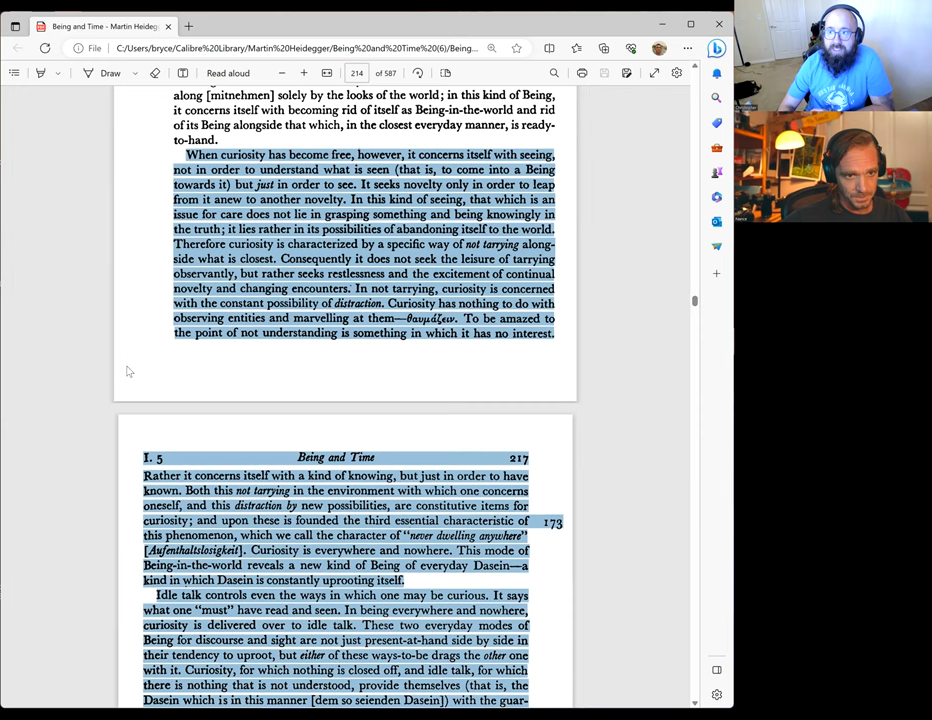 Being and Time - Martin Heideg
File
C:/Users/bryce/Calibre%20Library/Martin%20Heidegger/Being%20and%20Time%20(6)/Being...
Draw
Read aloud
214
of 587
along [mitnehmen] solely by the looks of the world; in this kind of Being,
it concerns itself with becoming rid of itself as Being-in-the-world and rid
of its Being alongside that which, in the closest everyday manner, is ready-
to-hand.
When curiosity has become free, however, it concerns itself with seeing,
not in order to understand what is seen (that is, to come into a Being
towards it) but just in order to see. It seeks novelty only in order to leap
from it anew to another novelty. In this kind of seeing, that which is an
issue for care does not lie in grasping something and being knowingly in
the truth; it lies rather in its possibilities of abandoning itself to the world.
Therefore curiosity is characterized by a specific way of not tarrying along-
side what is closest. Consequently it does not seek the leisure of tarrying
observantly, but rather seeks restlessness and the excitement of continual
novelty and changing encounters. In not tarrying, curiosity is concerned
with the constant possibility of distraction. Curiosity has nothing to do with
observing entities and marvelling at them—θαυμάζειν. To be amazed to
the point of not understanding is something in which it has no interest.
I. 5 Being and Time 217
Rather it concerns itself with a kind of knowing, but just in order to have
known. Both this not tarrying in the environment with which one concerns
oneself, and this distraction by new possibilities, are constitutive items for
curiosity; and upon these is founded the third essential characteristic of 173
this phenomenon, which we call the character of "never dwelling anywhere"
[Aufenthaltslosigkeit]. Curiosity is everywhere and nowhere. This mode of
Being-in-the-world reveals a new kind of Being of everyday Dasein—a
kind in which Dasein is constantly uprooting itself.
Idle talk controls even the ways in which one may be curious. It says
what one "must" have read and seen. In being everywhere and nowhere,
curiosity is delivered over to idle talk. These two everyday modes of
Being for discourse and sight are not just present-at-hand side by side in
their tendency to uproot, but either of these ways-to-be drags the other one
with it. Curiosity, for which nothing is closed off, and idle talk, for which
there is nothing that is not understood, provide themselves (that is, the
Dasein which is in this manner [dem so seienden Dasein]) with the guar-